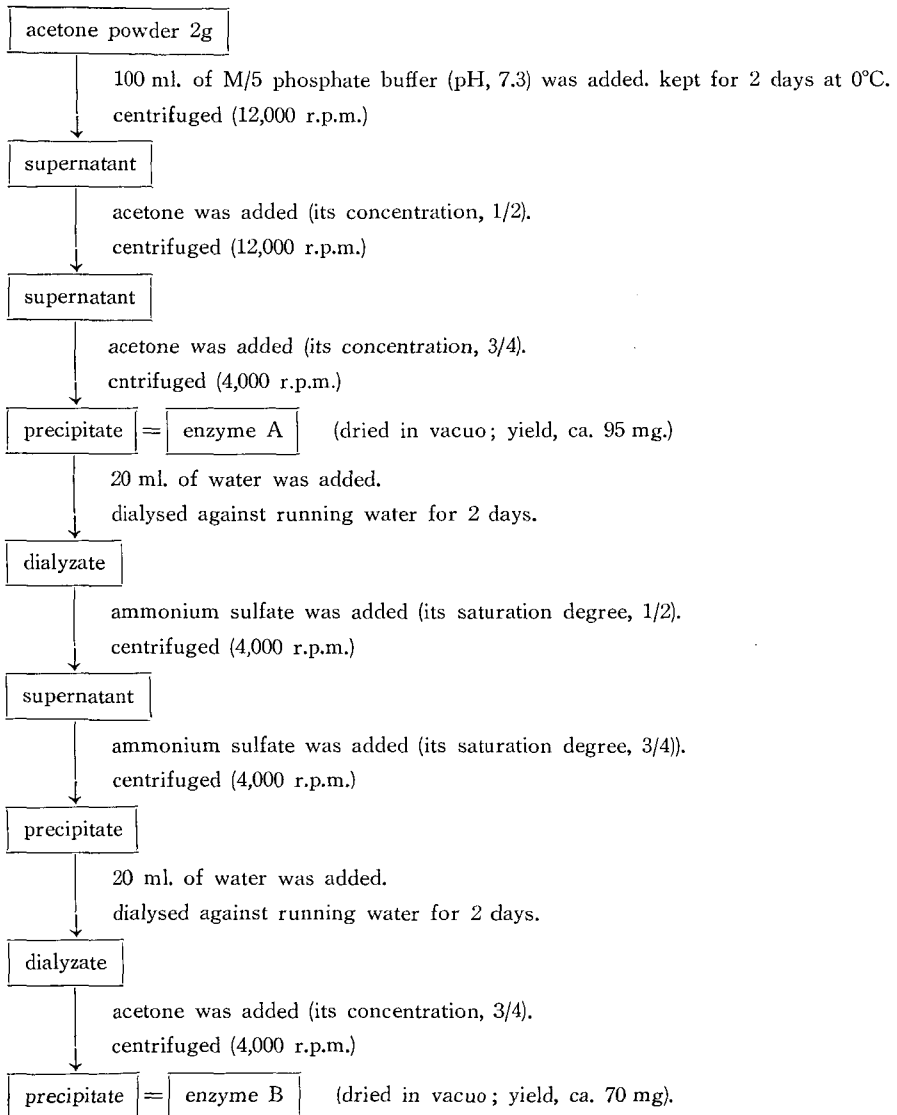 acetone powder 2g
100 ml. of M/5 phosphate buffer (pH, 7.3) was added. kept for 2 days at 0°C.
centrifuged (12,000 r.p.m.)
supernatant
acetone was added (its concentration, 1/2).
centrifuged (12,000 r.p.m.)
supernatant
acetone was added (its concentration, 3/4).
cntrifuged (4,000 r.p.m.)
precipitate = enzyme A (dried in vacuo; yield, ca. 95 mg.)
20 ml. of water was added.
dialysed against running water for 2 days.
dialyzate
ammonium sulfate was added (its saturation degree, 1/2).
centrifuged (4,000 r.p.m.)
supernatant
ammonium sulfate was added (its saturation degree, 3/4)).
centrifuged (4,000 r.p.m.)
precipitate
20 ml. of water was added.
dialysed against running water for 2 days.
dialyzate
acetone was added (its concentration, 3/4).
centrifuged (4,000 r.p.m.)
precipitate = enzyme B (dried in vacuo; yield, ca. 70 mg).